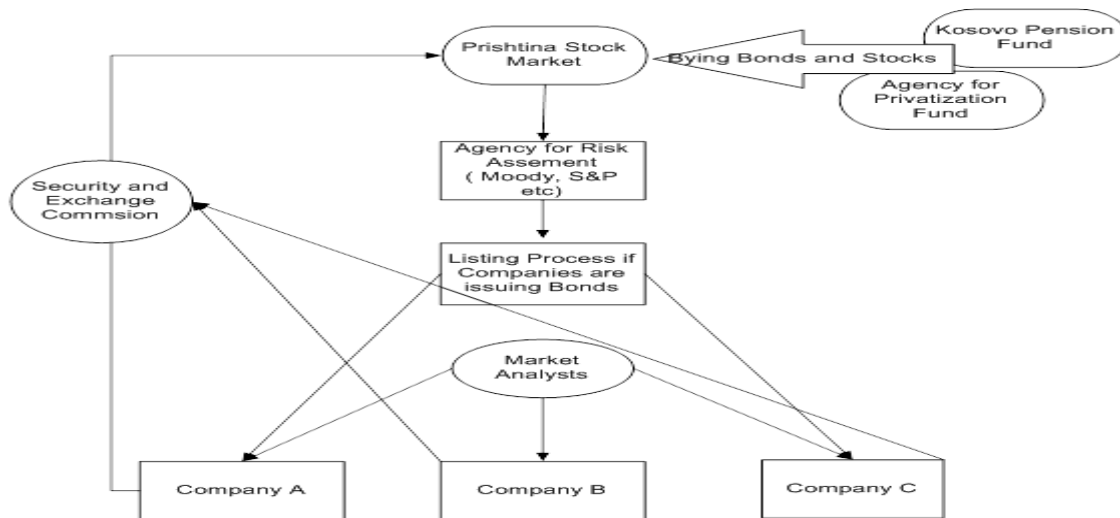 Prishtina Stock
Market
Bying Bonds and Stocks
Kosovo Pension
Fund
Agency for
Privatization
Fund
Agency for Risk
Assement
( Moody, S&P
etc)
Security and
Exchange
Commsion
Listing Process if
Companies are
issuing Bonds
Market
Analysts
Company A
Company B
Company C